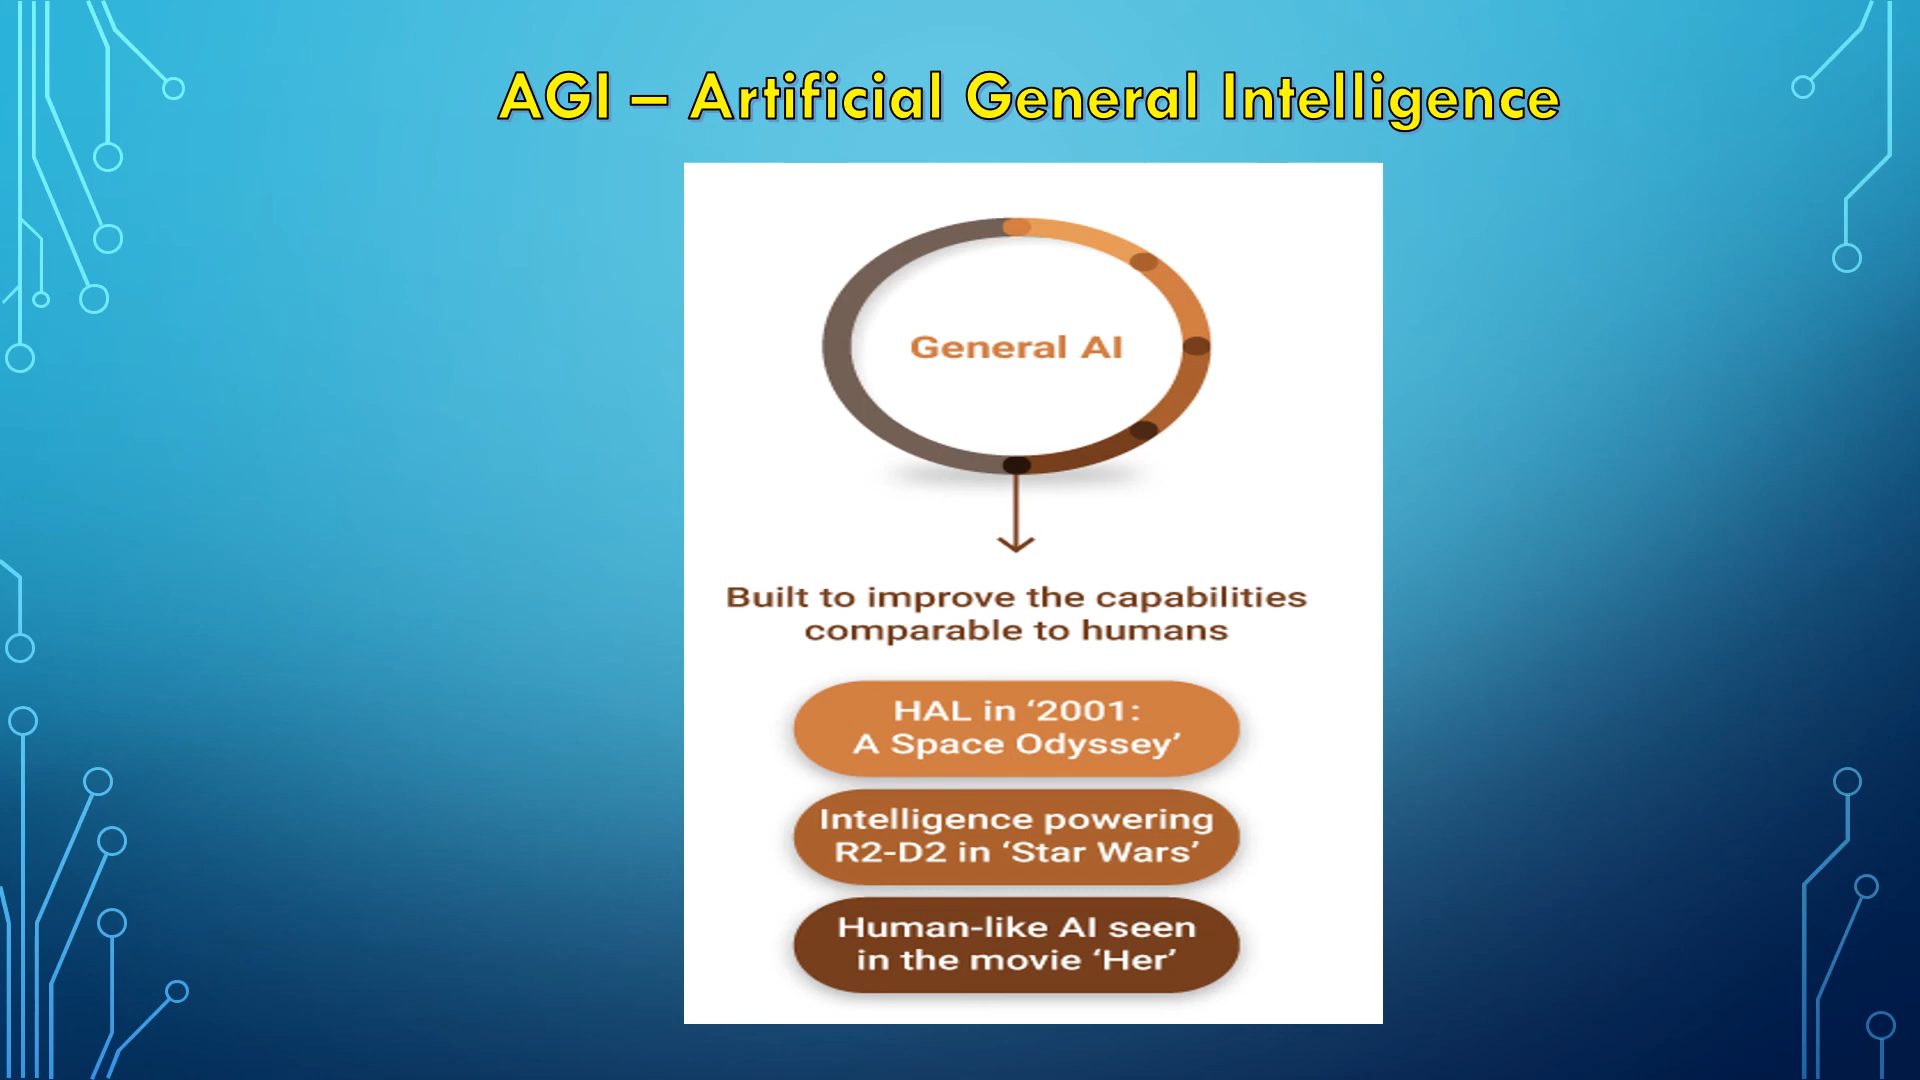 AGI – Artificial General Intelligence
General AI
Built to improve the capabilities
comparable to humans
HAL in ‘2001:
A Space Odyssey’
Intelligence powering
R2-D2 in ‘Star Wars’
Human-like AI seen
in the movie ‘Her’